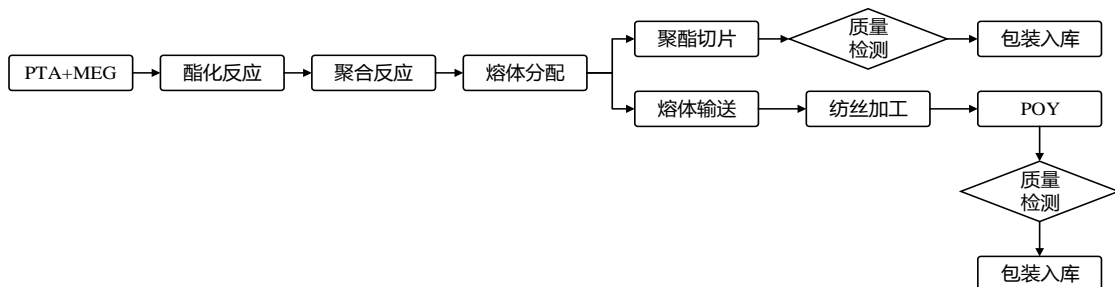 PTA+MEG
酯化反应
聚合反应
熔体分配
聚酯切片
质量
检测
包装入库
熔体输送
纺丝加工
POY
质量
检测
包装入库